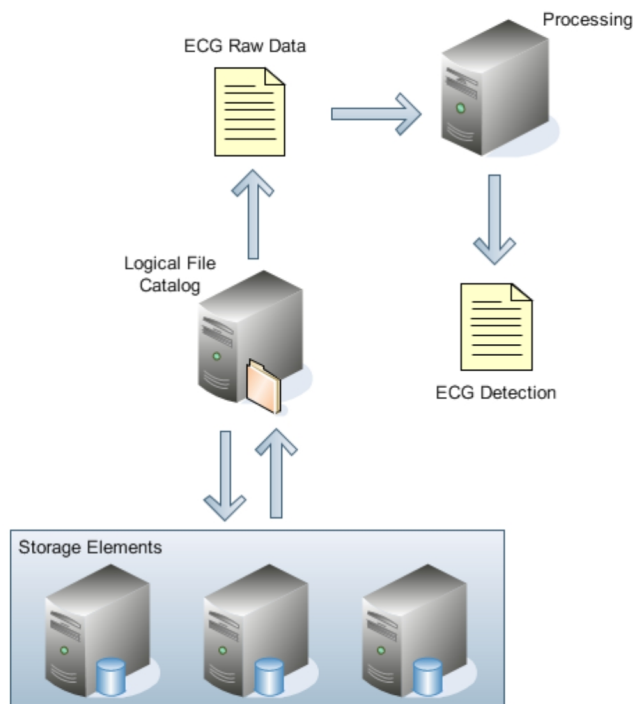 Processing
ECG Raw Data
Logical File
Catalog
ECG Detection
Storage Elements